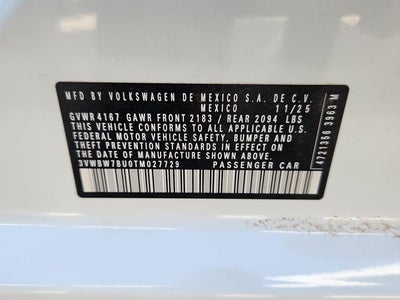 MFD BY VOLKSWAGEN DE MEXICO S.A. DE C.V.
MEXICO 11/25
GVWR 4167 GAWR FRONT 2183 / REAR 2094 LBS
THIS VEHICLE CONFORMS TO ALL APPLICABLE U.S.
FEDERAL MOTOR VEHICLE SAFETY, BUMPER AND
THEFT PREVENTION STANDARDS IN EFFECT ON
THE DATE OF MANUFACTURE SHOWN ABOVE
3VWBW7BU0TM027729 PASSENGER CAR
4721356 3963 M